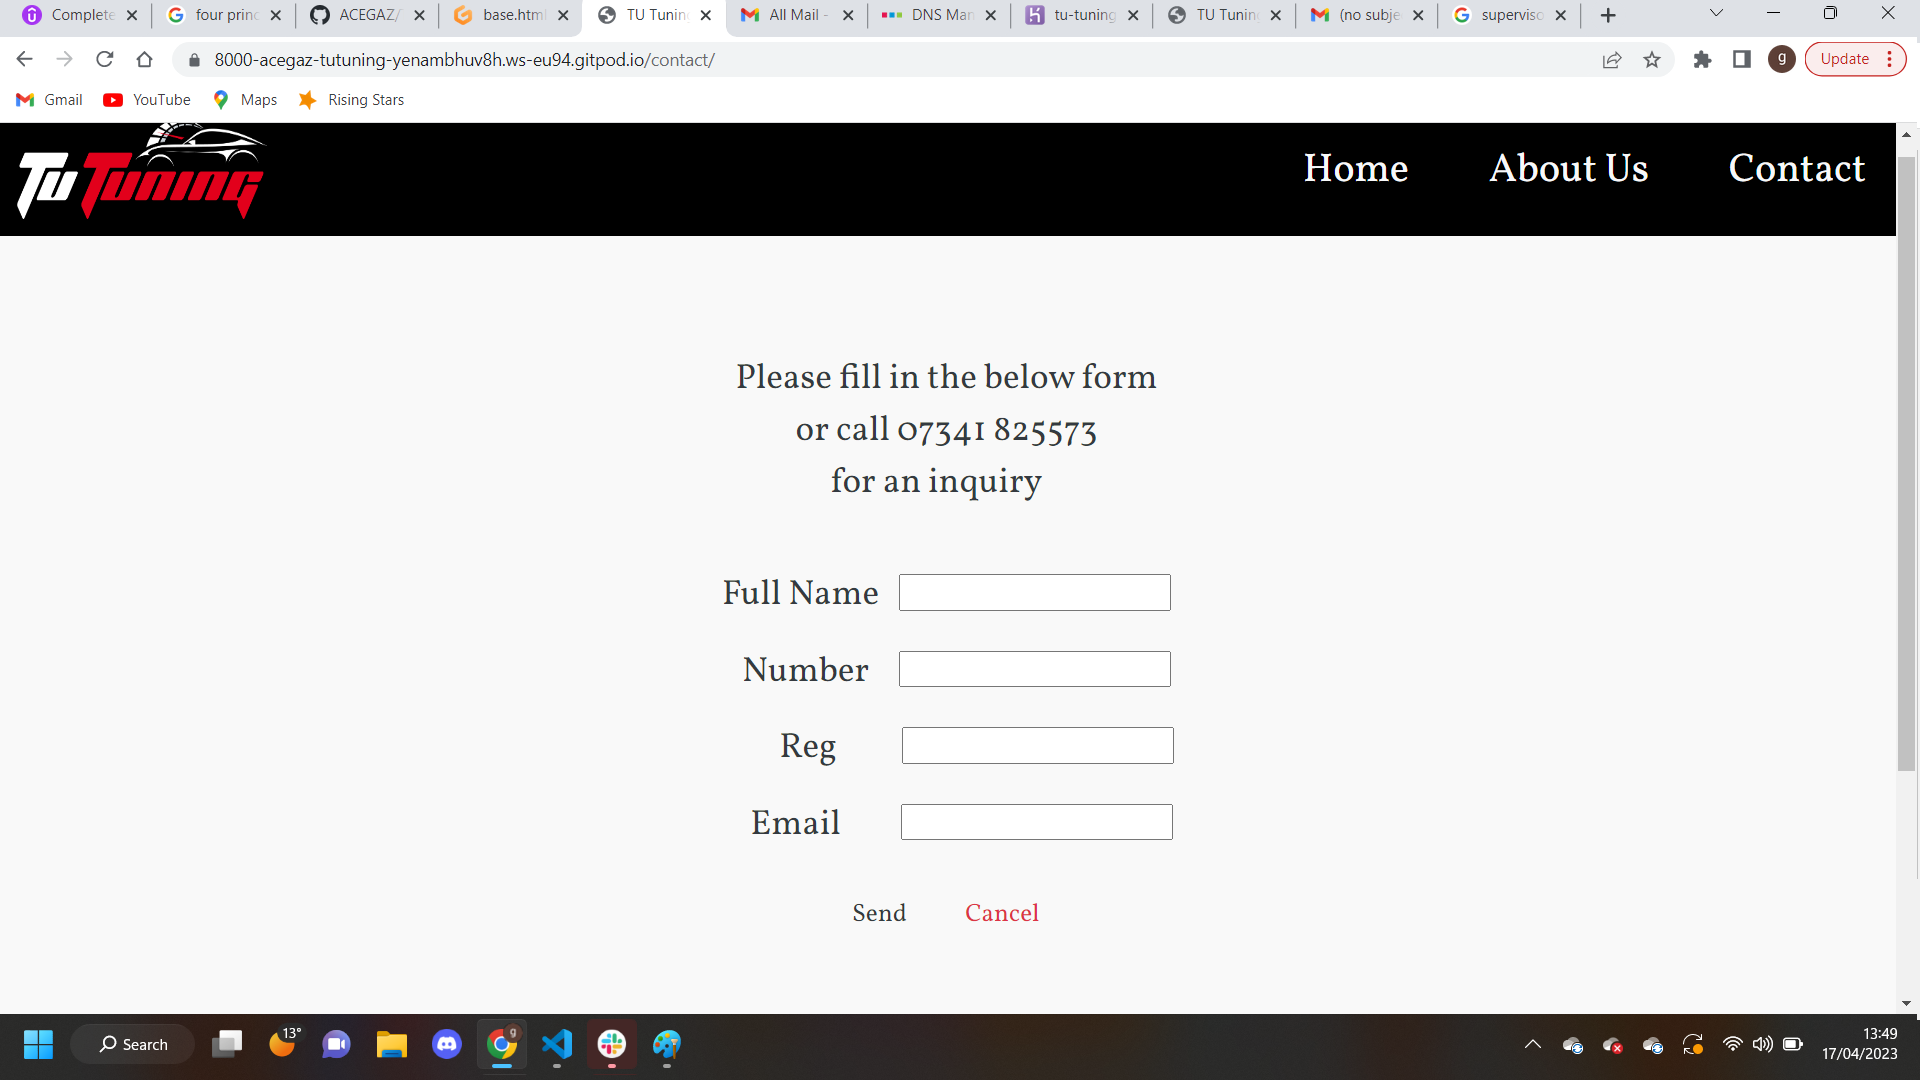 Complete
four princ
ACEGAZ/
base.html
TU Tuning
All Mail -
DNS Man
tu-tuning
TU Tuning
(no subje
superviso
8000-acegaz-tutuning-yenambhuv8h.ws-eu94.gitpod.io/contact/
g
Update
Gmail
YouTube
Maps
Rising Stars
Tu Tuning
Home
About Us
Contact
Please fill in the below form
or call 07341 825573
for an inquiry
Full Name
Number
Reg
Email
Send
Cancel
Search
13°
g
13:49
17/04/2023